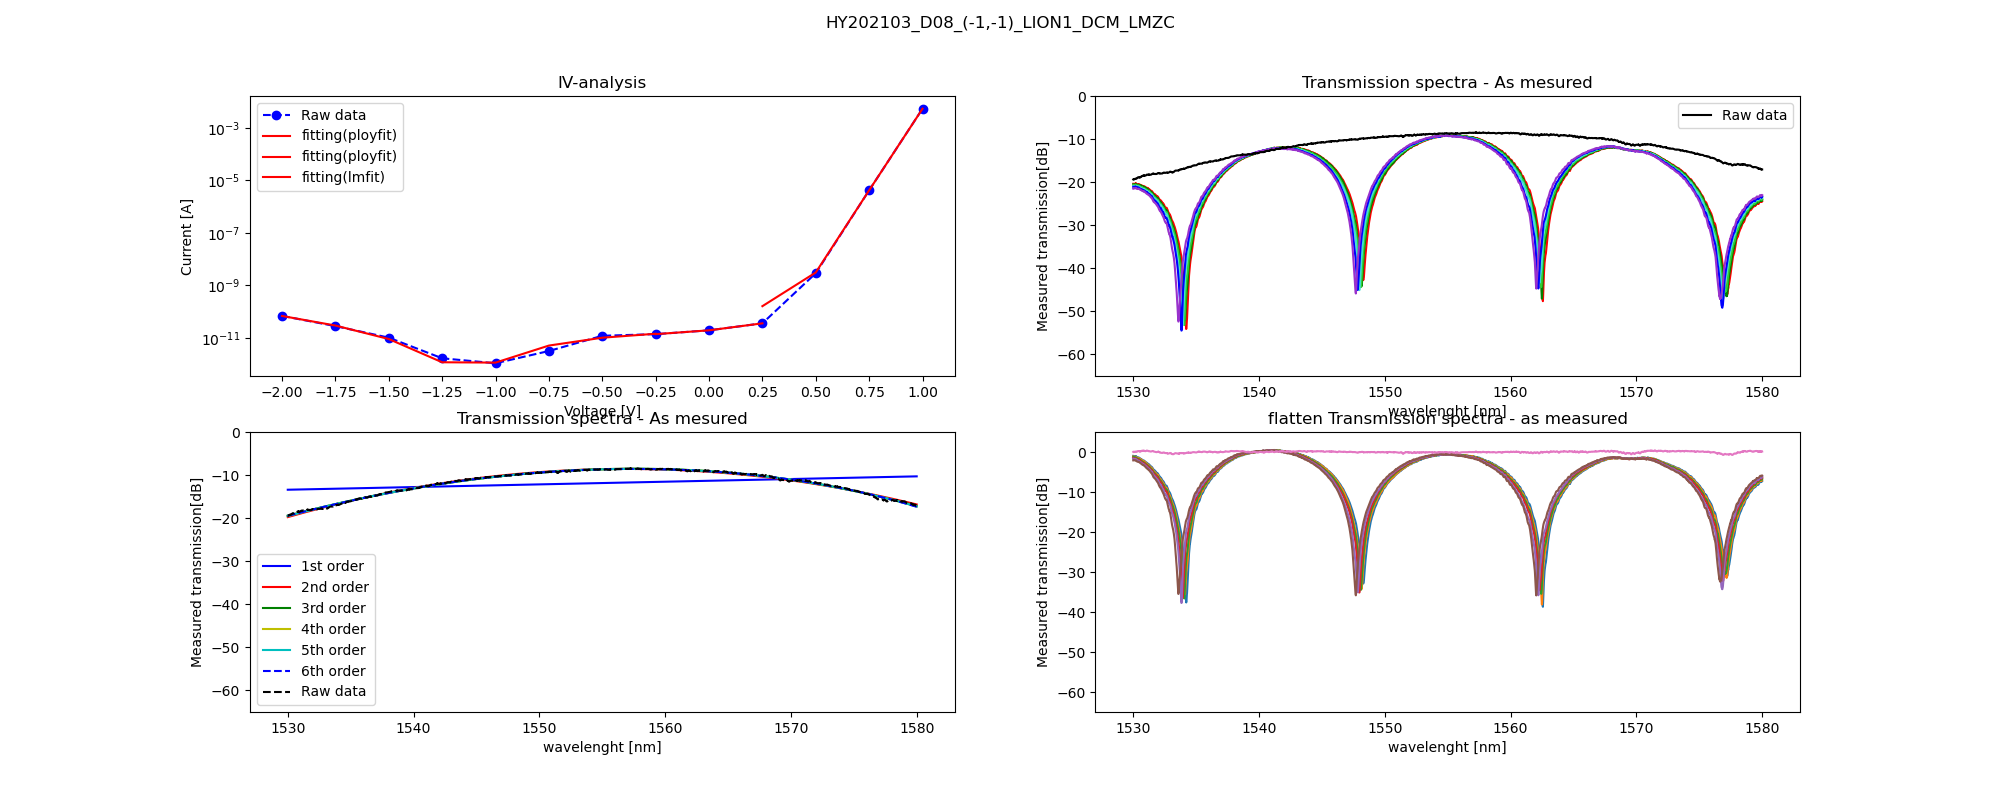 HY202103_D08_(-1,-1)_LION1_DCM_LMZC
IV-analysis
Current [A]
10⁻³
10⁻⁵
10⁻⁷
10⁻⁹
10⁻¹¹
Raw data
fitting(ployfit)
fitting(ployfit)
fitting(lmfit)
−2.00 −1.75 −1.50 −1.25 −1.00 −0.75 −0.50 −0.25 0.00 0.25 0.50 0.75 1.00
Voltage [V]
Transmission spectra - As mesured
Measured transmission[dB]
0
−10
−20
−30
−40
−50
−60
Raw data
1530 1540 1550 1560 1570 1580
wavelenght [nm]
Transmission spectra - As mesured
Measured transmission[dB]
0
−10
−20
−30
−40
−50
−60
1st order
2nd order
3rd order
4th order
5th order
6th order
Raw data
1530 1540 1550 1560 1570 1580
wavelenght [nm]
flatten Transmission spectra - as measured
Measured transmission[dB]
0
−10
−20
−30
−40
−50
−60
1530 1540 1550 1560 1570 1580
wavelenght [nm]